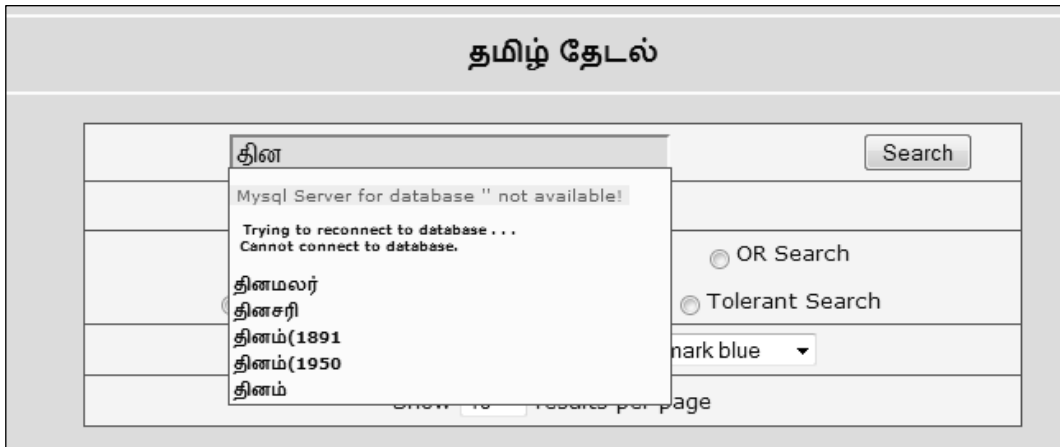 தமிழ் தேடல்
தின
Search
Mysql Server for database '' not available!
Trying to reconnect to database . . .
Cannot connect to database.
OR Search
தினமலர்
தினசரி
Tolerant Search
தினம்(1891
தினம்(1950
mark blue
தினம்
results per page